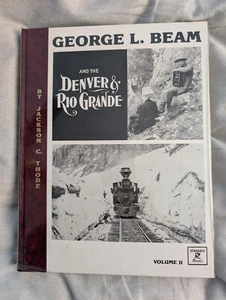 GEORGE L. BEAM
AND THE
DENVER &
RIO GRANDE
BY JACKSON C. THODE
VOLUME II